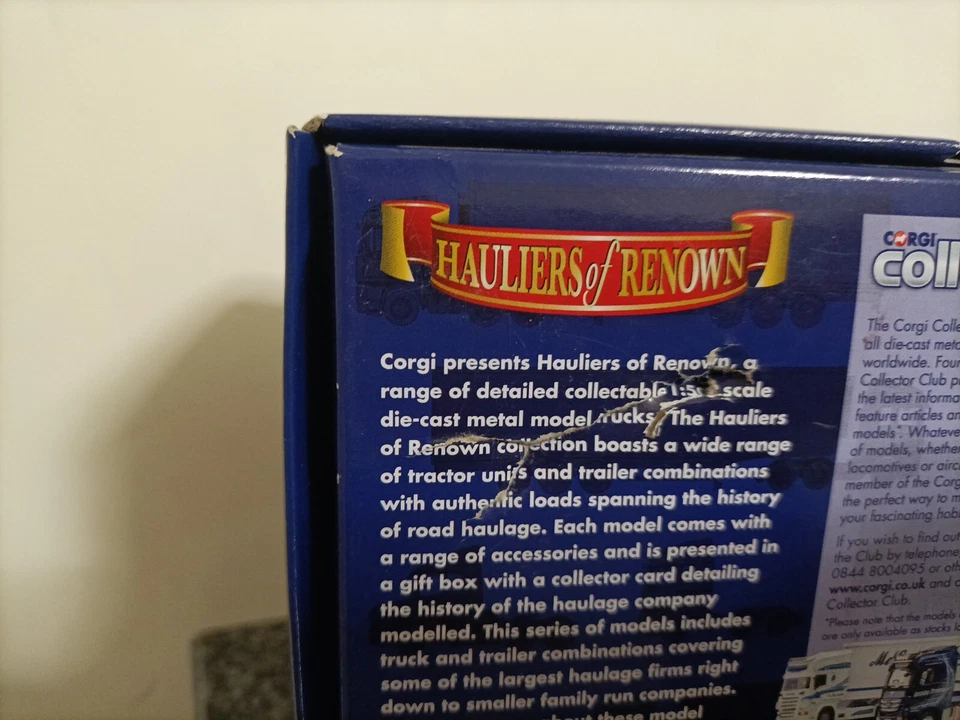 HAULIERS of RENOWN
Corgi presents Hauliers of Renown, a
range of detailed collectable scale
die-cast metal model trucks. The Hauliers
of Renown collection boasts a wide range
of tractor units and trailer combinations
with authentic loads spanning the history
of road haulage. Each model comes with
a range of accessories and is presented in
a gift box with a collector card detailing
the history of the haulage company
modelled. This series of models includes
truck and trailer combinations covering
some of the largest haulage firms right
down to smaller family run companies.
about these model
CORGI
coll
The Corgi Colle
all die-cast meta
worldwide. Four
Collector Club p
the latest informa
feature articles an
models*. Whateve
of models, whether
locomotives or airc
member of the Corg
the perfect way to m
your fascinating hob
If you wish to find out
the Club by telephone
0844 8004095 or oth
www.corgi.co.uk and c
Collector Club.
*Please note that the models
are only available as stocks la